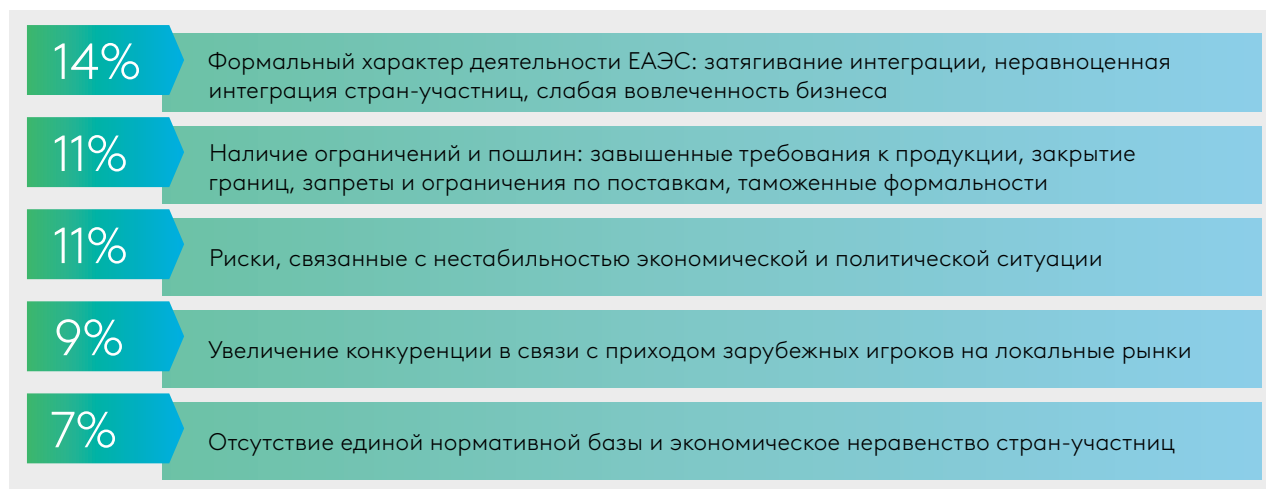 14%
Формальный характер деятельности ЕАЭС: затягивание интеграции, неравноценная
интеграция стран-участниц, слабая вовлеченность бизнеса
11%
Наличие ограничений и пошлин: завышенные требования к продукции, закрытие
границ, запреты и ограничения по поставкам, таможенные формальности
11%
Риски, связанные с нестабильностью экономической и политической ситуации
9%
Увеличение конкуренции в связи с приходом зарубежных игроков на локальные рынки
7%
Отсутствие единой нормативной базы и экономическое неравенство стран-участниц